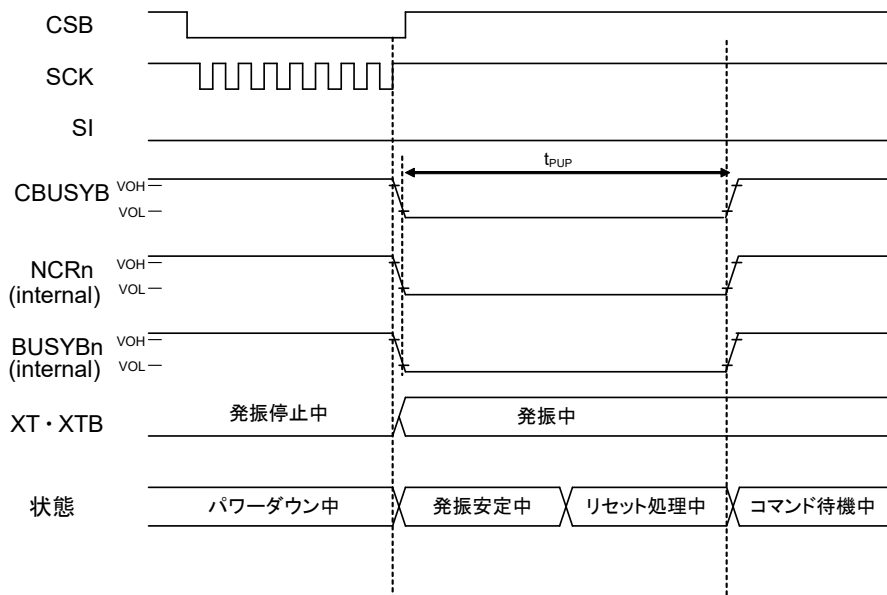 CSB
SCK
SI
tPUP
CBUSYB
VOH
VOL
NCRn
(internal)
VOH
VOL
BUSYBn
(internal)
VOH
VOL
XT・XTB
発振停止中
発振中
状態
パワーダウン中
発振安定中
リセット処理中
コマンド待機中